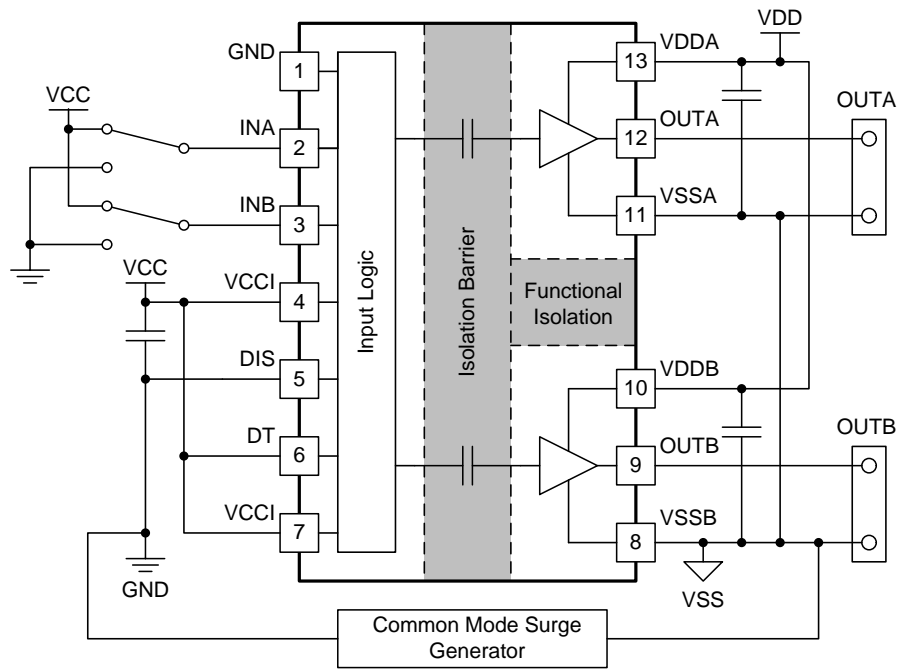 VDD
GND
1
VCC
INA
2
INB
3
VCC
VCCI
4
DIS
5
DT
6
VCCI
7
GND
Input Logic
Isolation Barrier
Functional
Isolation
13
VDDA
12
OUTA
11
VSSA
10
VDDB
9
OUTB
8
VSSB
OUTA
OUTB
VSS
Common Mode Surge
Generator